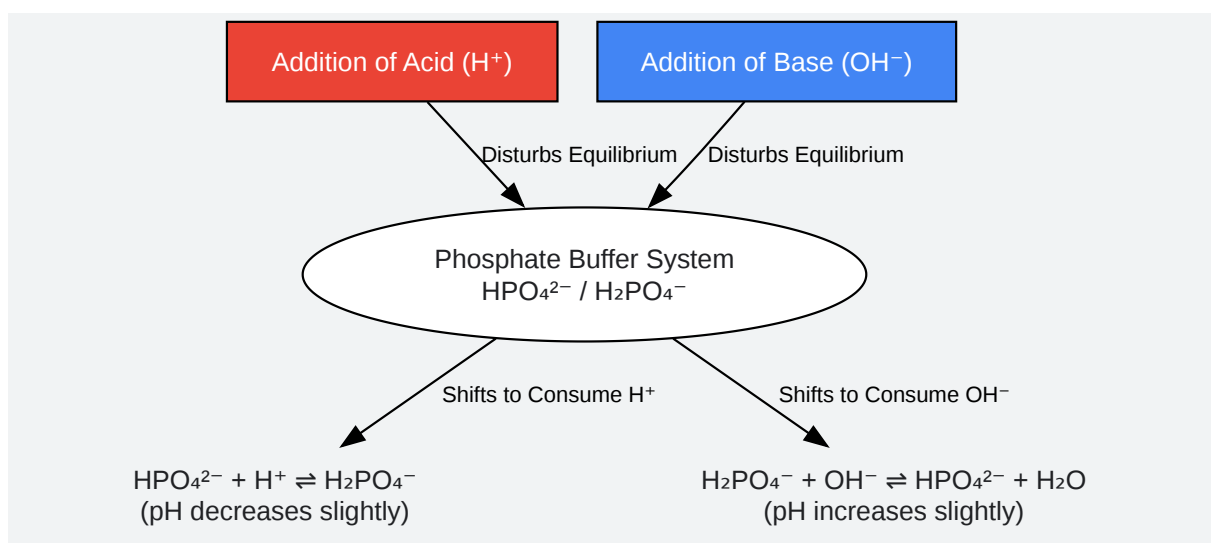 Addition of Acid (H⁺)
Addition of Base (OH⁻)
Disturbs Equilibrium
Disturbs Equilibrium
Phosphate Buffer System
HPO₄²⁻ / H₂PO₄⁻
Shifts to Consume H⁺
Shifts to Consume OH⁻
HPO₄²⁻ + H⁺ ⇌ H₂PO₄⁻
(pH decreases slightly)
H₂PO₄⁻ + OH⁻ ⇌ HPO₄²⁻ + H₂O
(pH increases slightly)